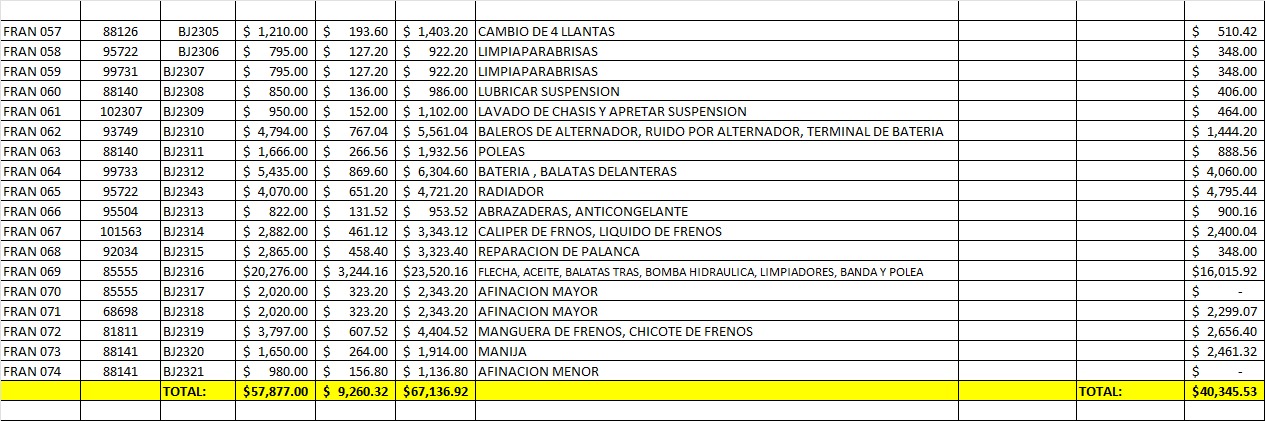 FRAN 057 88126 BJ2305 $ 1,210.00 $ 193.60 $ 1,403.20 CAMBIO DE 4 LLANTAS $ 510.42
FRAN 058 95722 BJ2306 $ 795.00 $ 127.20 $ 922.20 LIMPIAPARABRISAS $ 348.00
FRAN 059 99731 BJ2307 $ 795.00 $ 127.20 $ 922.20 LIMPIAPARABRISAS $ 348.00
FRAN 060 88140 BJ2308 $ 850.00 $ 136.00 $ 986.00 LUBRICAR SUSPENSION $ 406.00
FRAN 061 102307 BJ2309 $ 950.00 $ 152.00 $ 1,102.00 LAVADO DE CHASIS Y APRETAR SUSPENSION $ 464.00
FRAN 062 93749 BJ2310 $ 4,794.00 $ 767.04 $ 5,561.04 BALEROS DE ALTERNADOR, RUIDO POR ALTERNADOR, TERMINAL DE BATERIA $ 1,444.20
FRAN 063 88140 BJ2311 $ 1,666.00 $ 266.56 $ 1,932.56 POLEAS $ 888.56
FRAN 064 99733 BJ2312 $ 5,435.00 $ 869.60 $ 6,304.60 BATERIA , BALATAS DELANTERAS $ 4,060.00
FRAN 065 95722 BJ2343 $ 4,070.00 $ 651.20 $ 4,721.20 RADIADOR $ 4,795.44
FRAN 066 95504 BJ2313 $ 822.00 $ 131.52 $ 953.52 ABRAZADERAS, ANTICONGELANTE $ 900.16
FRAN 067 101563 BJ2314 $ 2,882.00 $ 461.12 $ 3,343.12 CALIPER DE FRNOS, LIQUIDO DE FRENOS $ 2,400.04
FRAN 068 92034 BJ2315 $ 2,865.00 $ 458.40 $ 3,323.40 REPARACION DE PALANCA $ 348.00
FRAN 069 85555 BJ2316 $20,276.00 $ 3,244.16 $23,520.16 FLECHA, ACEITE, BALATAS TRAS, BOMBA HIDRAULICA, LIMPIADORES, BANDA Y POLEA $16,015.92
FRAN 070 85555 BJ2317 $ 2,020.00 $ 323.20 $ 2,343.20 AFINACION MAYOR $ -
FRAN 071 68698 BJ2318 $ 2,020.00 $ 323.20 $ 2,343.20 AFINACION MAYOR $ 2,299.07
FRAN 072 81811 BJ2319 $ 3,797.00 $ 607.52 $ 4,404.52 MANGUERA DE FRENOS, CHICOTE DE FRENOS $ 2,656.40
FRAN 073 88141 BJ2320 $ 1,650.00 $ 264.00 $ 1,914.00 MANIJA $ 2,461.32
FRAN 074 88141 BJ2321 $ 980.00 $ 156.80 $ 1,136.80 AFINACION MENOR $ -
TOTAL: $57,877.00 $ 9,260.32 $67,136.92 TOTAL: $40,345.53